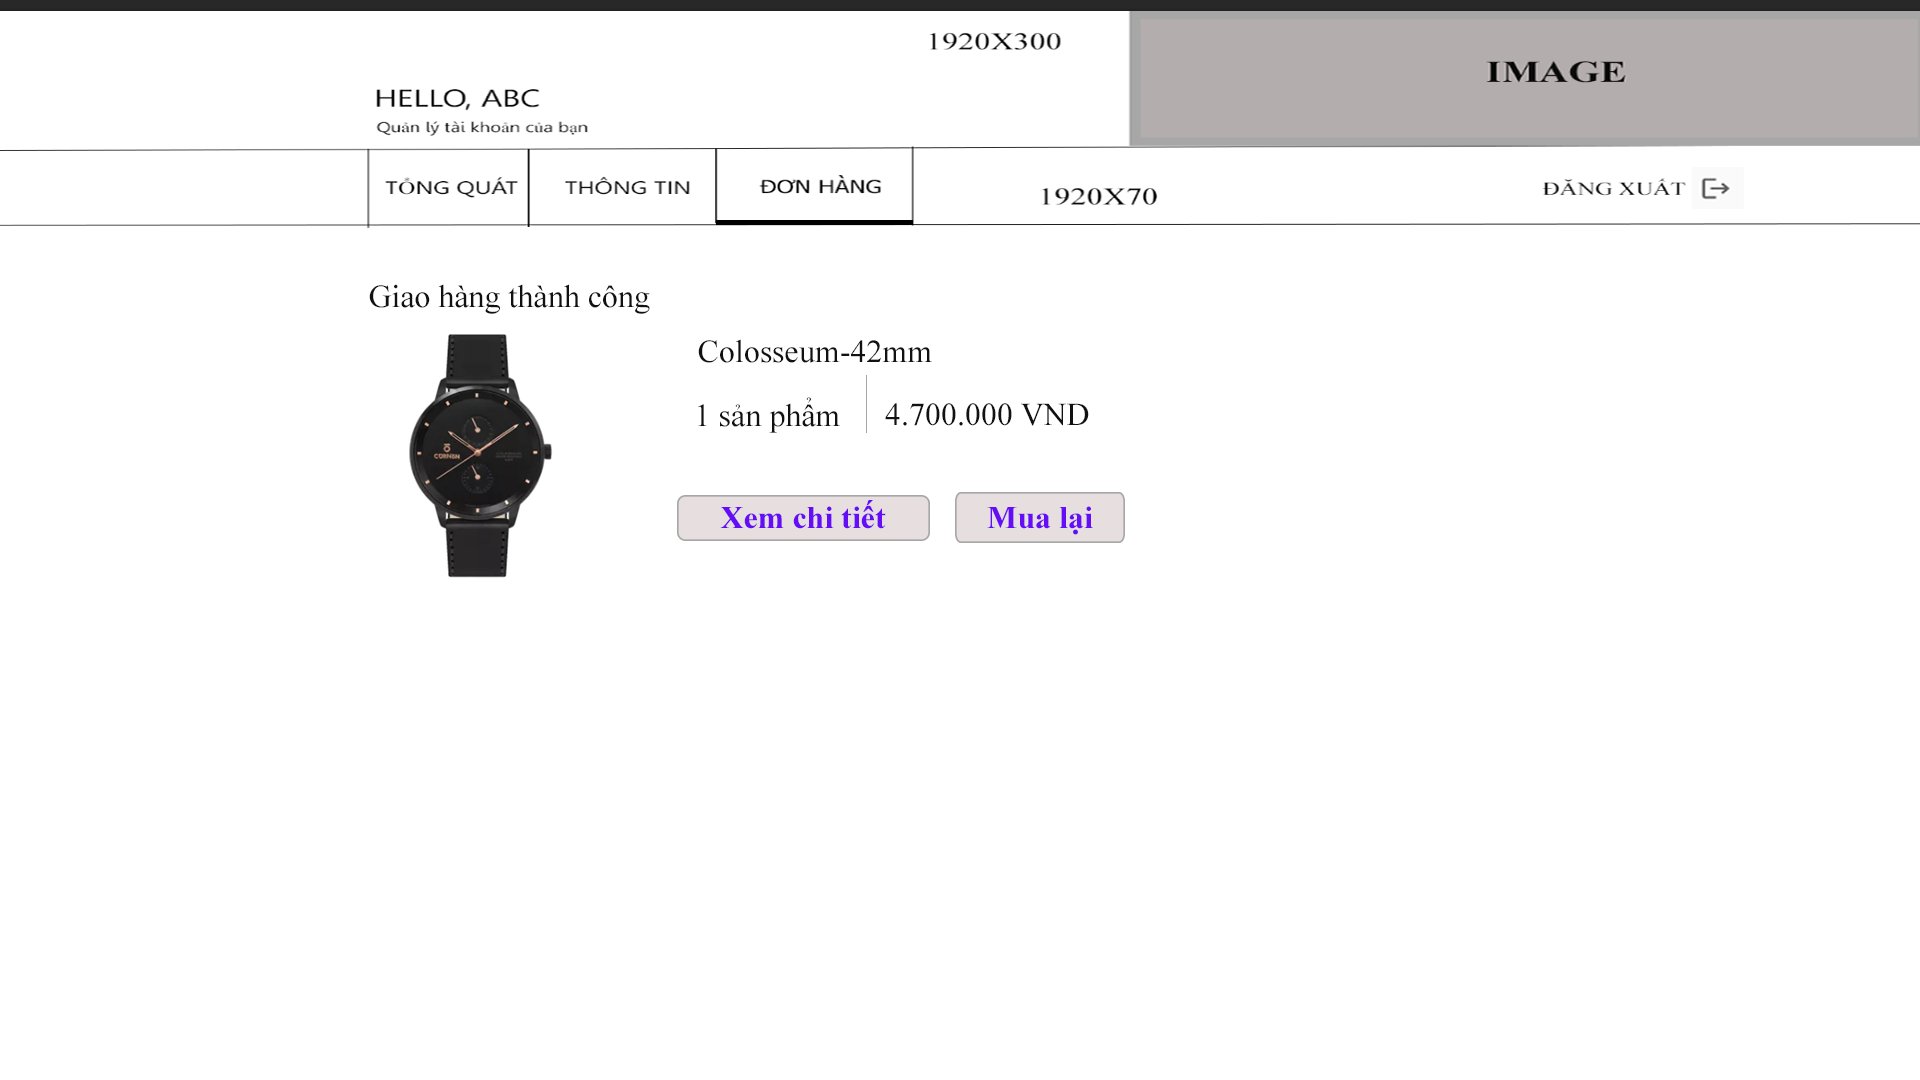 1920X300
IMAGE
HELLO, ABC
Quản lý tài khoản của bạn
TỔNG QUÁT
THÔNG TIN
ĐƠN HÀNG
1920X70
ĐĂNG XUẤT
Giao hàng thành công
Colosseum-42mm
1 sản phẩm
4.700.000 VND
CURNON
Xem chi tiết
Mua lại